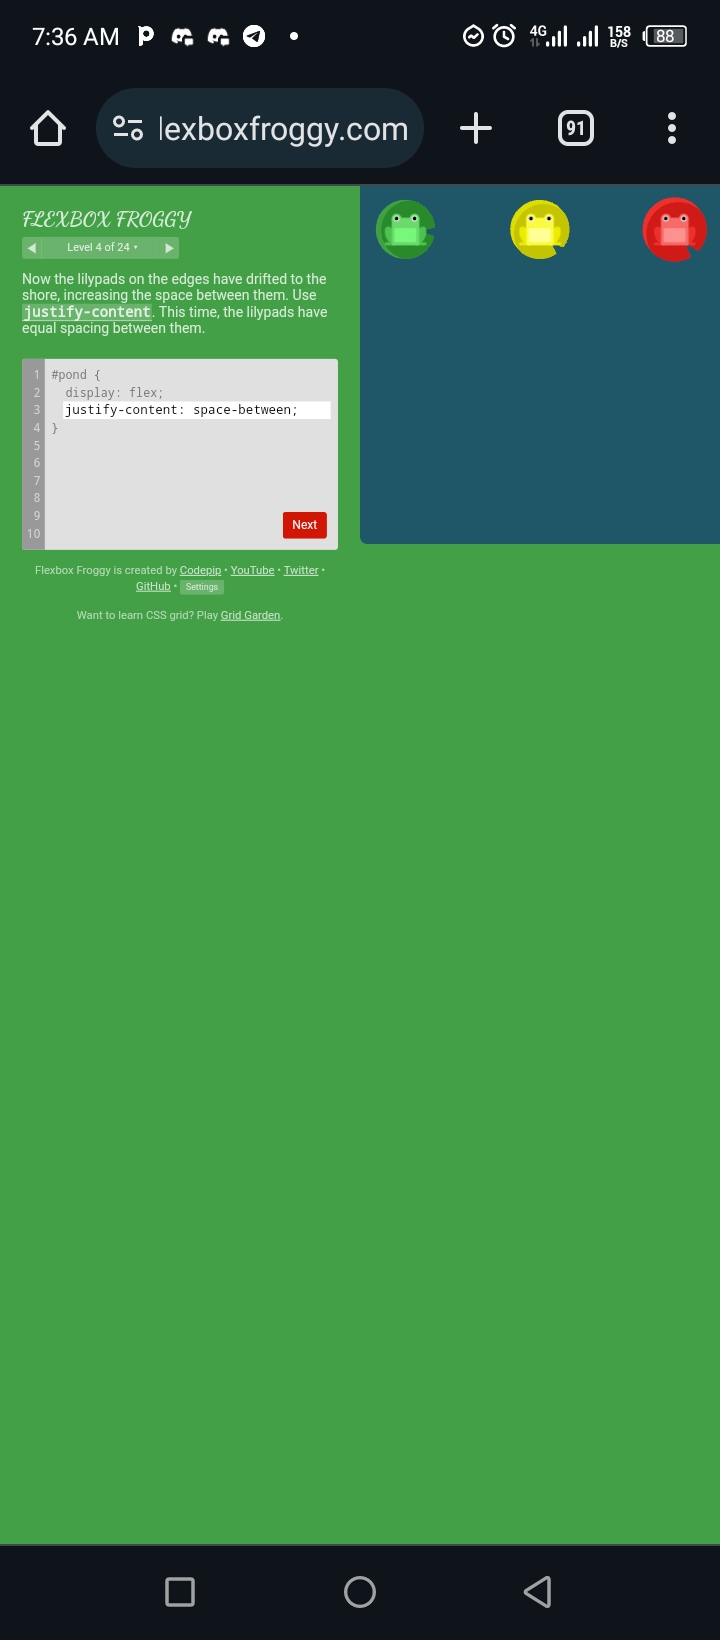 7:36 AM
4G
158
B/S
88
lexboxfroggy.com
91
FLEXBOX FROGGY
Level 4 of 24
Now the lilypads on the edges have drifted to the
shore, increasing the space between them. Use
justify-content. This time, the lilypads have
equal spacing between them.
1 #pond {
2 display: flex;
3 justify-content: space-between;
4 }
5
6
7
8
9
10
Next
Flexbox Froggy is created by Codepip • YouTube • Twitter •
GitHub • Settings
Want to learn CSS grid? Play Grid Garden.